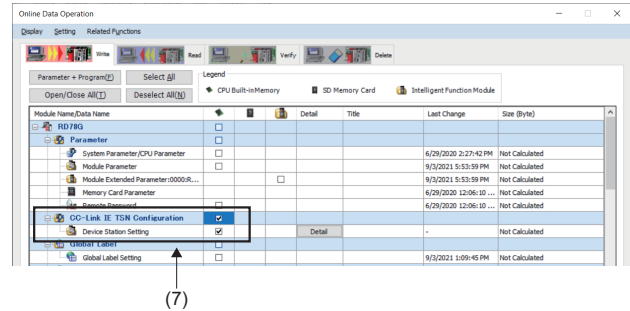 Online Data Operation
Display Setting Related Functions
Write Read Verify Delete
Parameter + Program(F) Select All
Open/Close All(T) Deselect All(N)
Legend
CPU Built-in Memory SD Memory Card Intelligent Function Module
Module Name/Data Name Detail Title Last Change Size (Byte)
RD78G
Parameter
System Parameter/CPU Parameter 6/29/2020 2:27:42 PM Not Calculated
Module Parameter 9/3/2021 5:53:59 PM Not Calculated
Module Extended Parameter:0000:R... 9/3/2021 5:53:59 PM Not Calculated
Memory Card Parameter 6/29/2020 12:06:10 ... Not Calculated
Remote Password 6/29/2020 12:06:10 ... Not Calculated
CC-Link IE TSN Configuration
Device Station Setting Detail - Not Calculated
Global Label
Global Label Setting 9/3/2021 1:09:45 PM Not Calculated
(7)